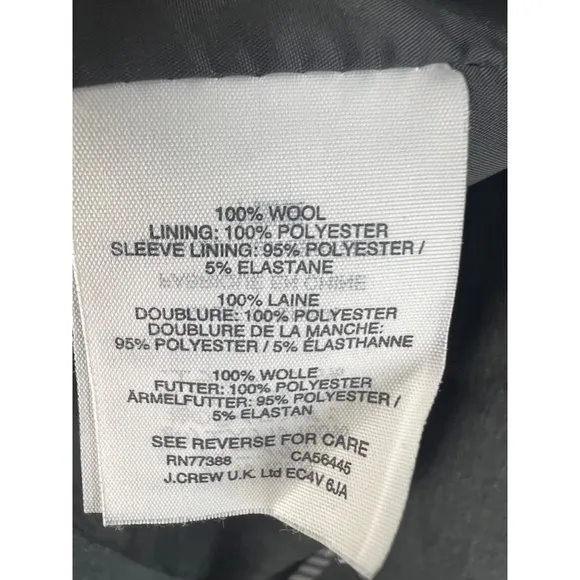 100% WOOL
LINING: 100% POLYESTER
SLEEVE LINING: 95% POLYESTER /
5% ELASTANE
100% LAINE
DOUBLURE: 100% POLYESTER
DOUBLURE DE LA MANCHE:
95% POLYESTER / 5% ÉLASTHANNE
100% WOLLE
FUTTER: 100% POLYESTER
ÄRMELFUTTER: 95% POLYESTER /
5% ELASTAN
SEE REVERSE FOR CARE
RN77388 CA56445
J.CREW U.K. Ltd EC4V 6JA